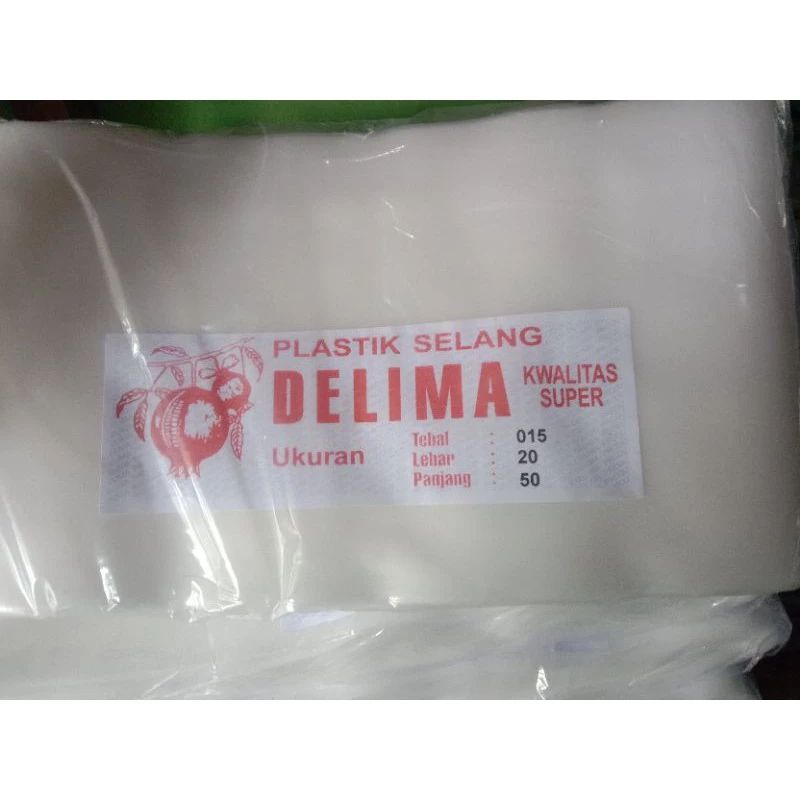 PLASTIK SELANG
DELIMA KWALITAS SUPER
Ukuran
Tebal : 015
Lebar : 20
Panjang : 50